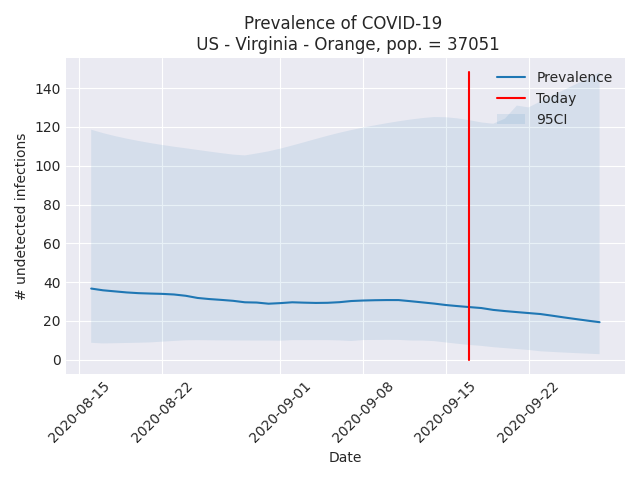 Prevalence of COVID-19
US - Virginia - Orange, pop. = 37051
# undetected infections
140
120
100
80
60
40
20
0
Prevalence
Today
95CI
2020-08-15
2020-08-22
2020-09-01
2020-09-08
2020-09-15
2020-09-22
Date